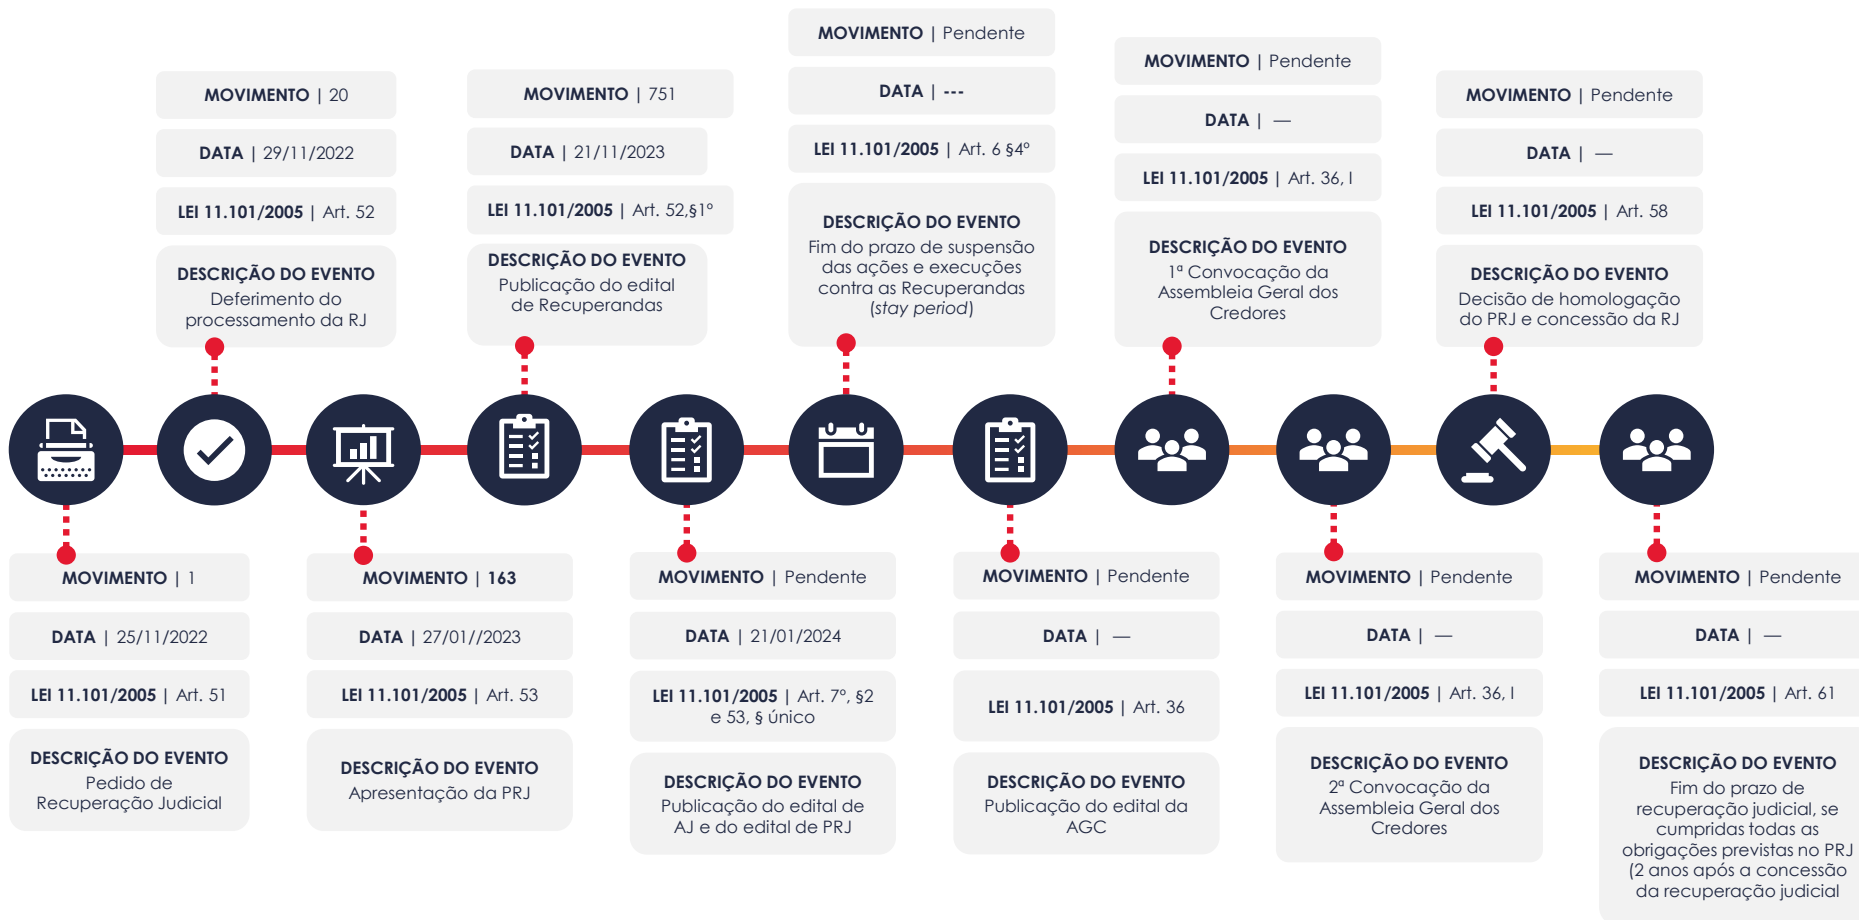 MOVIMENTO | 20
DATA | 29/11/2022
LEI 11.101/2005 | Art. 52
DESCRIÇÃO DO EVENTO
Deferimento do
processamento da RJ
MOVIMENTO | 751
DATA | 21/11/2023
LEI 11.101/2005 | Art. 52,§1º
DESCRIÇÃO DO EVENTO
Publicação do edital
de Recuperandas
MOVIMENTO | Pendente
DATA | ---
LEI 11.101/2005 | Art. 6 §4º
DESCRIÇÃO DO EVENTO
Fim do prazo de suspensão
das ações e execuções
contra as Recuperandas
(stay period)
MOVIMENTO | Pendente
DATA | —
LEI 11.101/2005 | Art. 36, I
DESCRIÇÃO DO EVENTO
1ª Convocação da
Assembleia Geral dos
Credores
MOVIMENTO | Pendente
DATA | —
LEI 11.101/2005 | Art. 58
DESCRIÇÃO DO EVENTO
Decisão de homologação
do PRJ e concessão da RJ
MOVIMENTO | 1
DATA | 25/11/2022
LEI 11.101/2005 | Art. 51
DESCRIÇÃO DO EVENTO
Pedido de
Recuperação Judicial
MOVIMENTO | 163
DATA | 27/01//2023
LEI 11.101/2005 | Art. 53
DESCRIÇÃO DO EVENTO
Apresentação da PRJ
MOVIMENTO | Pendente
DATA | 21/01/2024
LEI 11.101/2005 | Art. 7º, §2
e 53, § único
DESCRIÇÃO DO EVENTO
Publicação do edital de
AJ e do edital de PRJ
MOVIMENTO | Pendente
DATA | —
LEI 11.101/2005 | Art. 36
DESCRIÇÃO DO EVENTO
Publicação do edital da
AGC
MOVIMENTO | Pendente
DATA | —
LEI 11.101/2005 | Art. 36, I
DESCRIÇÃO DO EVENTO
2ª Convocação da
Assembleia Geral dos
Credores
MOVIMENTO | Pendente
DATA | —
LEI 11.101/2005 | Art. 61
DESCRIÇÃO DO EVENTO
Fim do prazo de
recuperação judicial, se
cumpridas todas as
obrigações previstas no PRJ
(2 anos após a concessão
da recuperação judicial